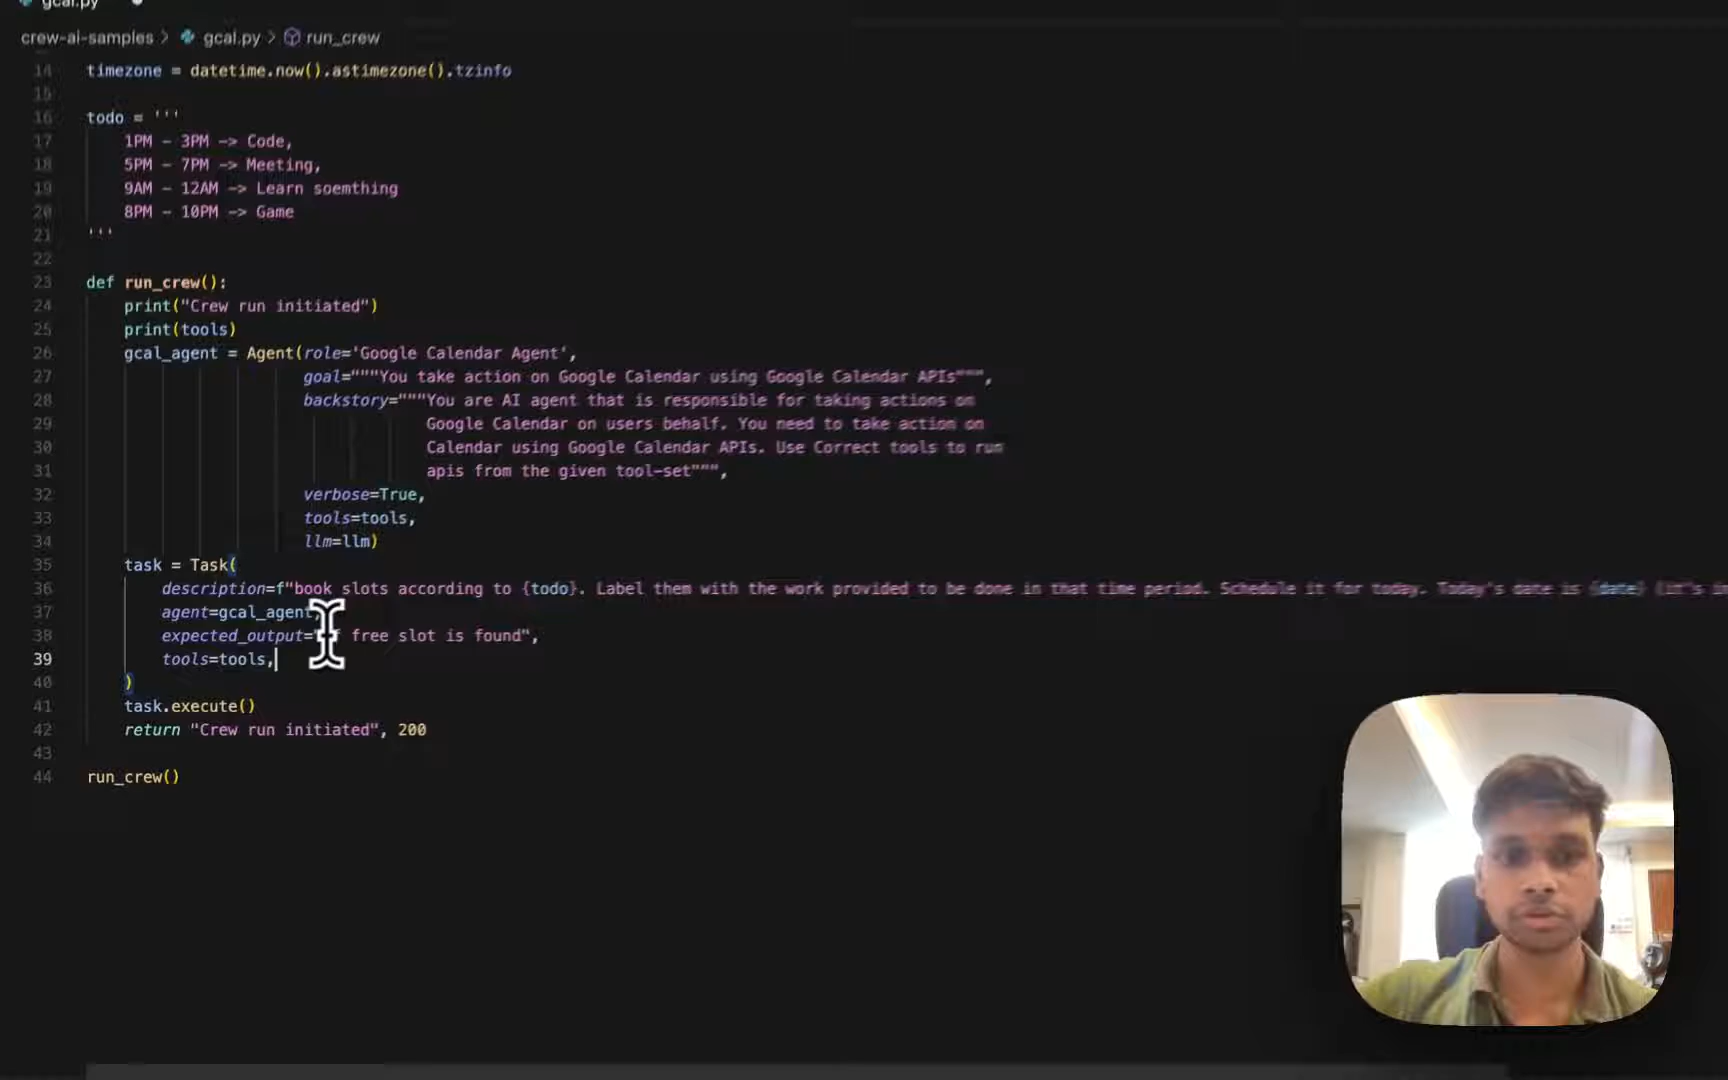 gcal.py
crew-ai-samples > gcal.py > run_crew
14 timezone = datetime.now().astimezone().tzinfo
15
16 todo = '''
17 1PM - 3PM -> Code,
18 5PM - 7PM -> Meeting,
19 9AM - 12AM -> Learn soemthing
20 8PM - 10PM -> Game
21 '''
22
23 def run_crew():
24 print("Crew run initiated")
25 print(tools)
26 gcal_agent = Agent(role='Google Calendar Agent',
27 goal="""You take action on Google Calendar using Google Calendar APIs""",
28 backstory="""You are AI agent that is responsible for taking actions on
29 Google Calendar on users behalf. You need to take action on
30 Calendar using Google Calendar APIs. Use Correct tools to run
31 apis from the given tool-set""",
32 verbose=True,
33 tools=tools,
34 llm=llm)
35 task = Task(
36 description=f"book slots according to {todo}. Label them with the work provided to be done in that time period. Schedule it for today. Today's date is {date} (it's
37 agent=gcal_agent,
38 expected_output=" free slot is found",
39 tools=tools,
40 )
41 task.execute()
42 return "Crew run initiated", 200
43
44 run_crew()